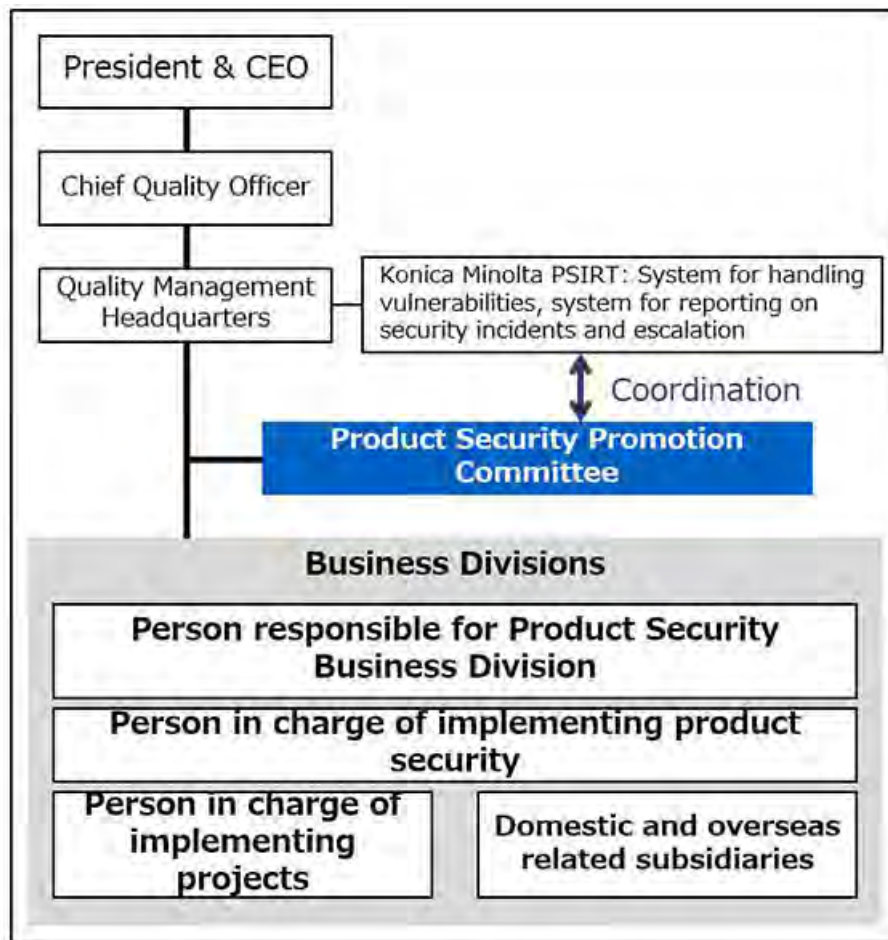 President & CEO
Chief Quality Officer
Quality Management
Headquarters
Konica Minolta PSIRT: System for handling
vulnerabilities, system for reporting on
security incidents and escalation
Coordination
Product Security Promotion
Committee
Business Divisions
Person responsible for Product Security
Business Division
Person in charge of implementing product
security
Person in charge of
implementing
projects
Domestic and overseas
related subsidiaries